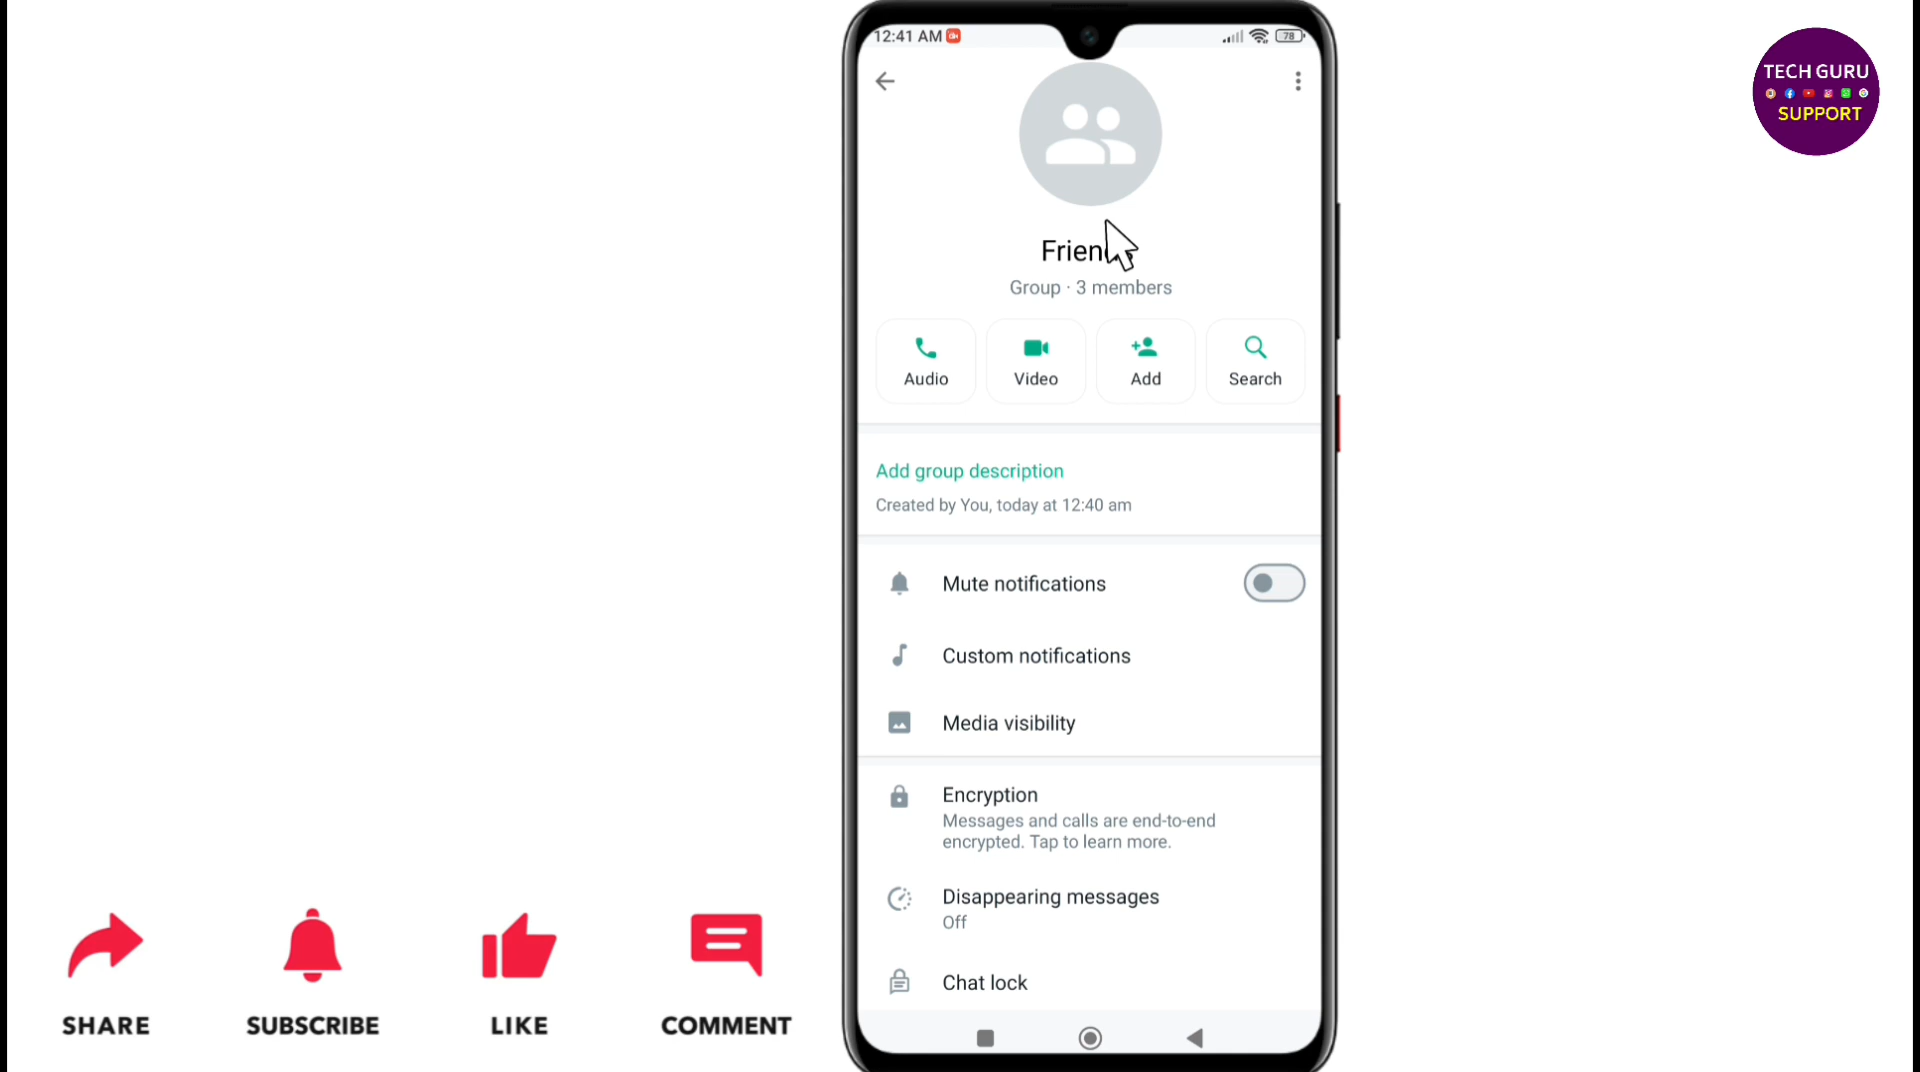 12:41 AM
78
TECH GURU
SUPPORT
Group · 3 members
Audio
Video
Add
Search
Add group description
Created by You, today at 12:40 am
Mute notifications
Custom notifications
Media visibility
Encryption
Messages and calls are end-to-end
encrypted. Tap to learn more.
Disappearing messages
Off
Chat lock
SHARE
SUBSCRIBE
LIKE
COMMENT